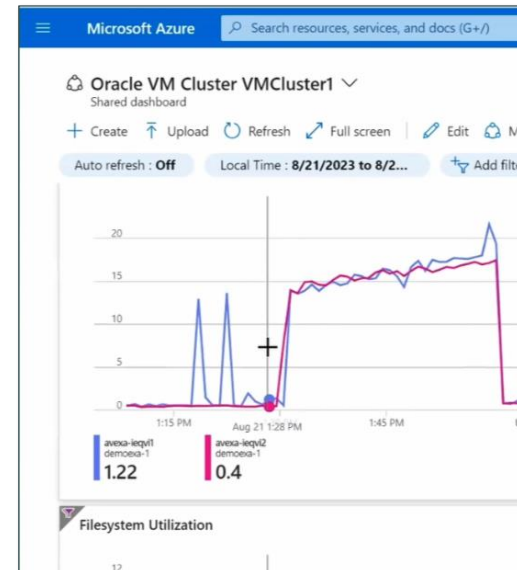 Microsoft Azure
Search resources, services, and docs (G+/)
Oracle VM Cluster VMCluster1
Shared dashboard
Create Upload Refresh Full screen Edit M
Auto refresh : Off Local Time : 8/21/2023 to 8/2... Add filte
20
15
10
5
0
1:15 PM Aug 21 1:28 PM 1:45 PM
avexa-ieqvi1 avexa-ieqvi2
demoexa-1 demoexa-1
1.22 0.4
Filesystem Utilization
12